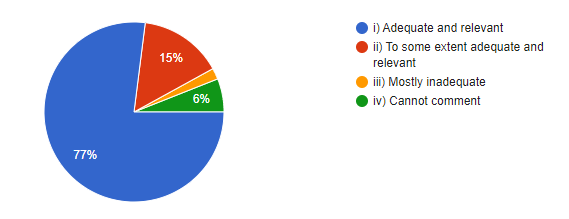 15%
6%
77%
i) Adequate and relevant
ii) To some extent adequate and
relevant
iii) Mostly inadequate
iv) Cannot comment